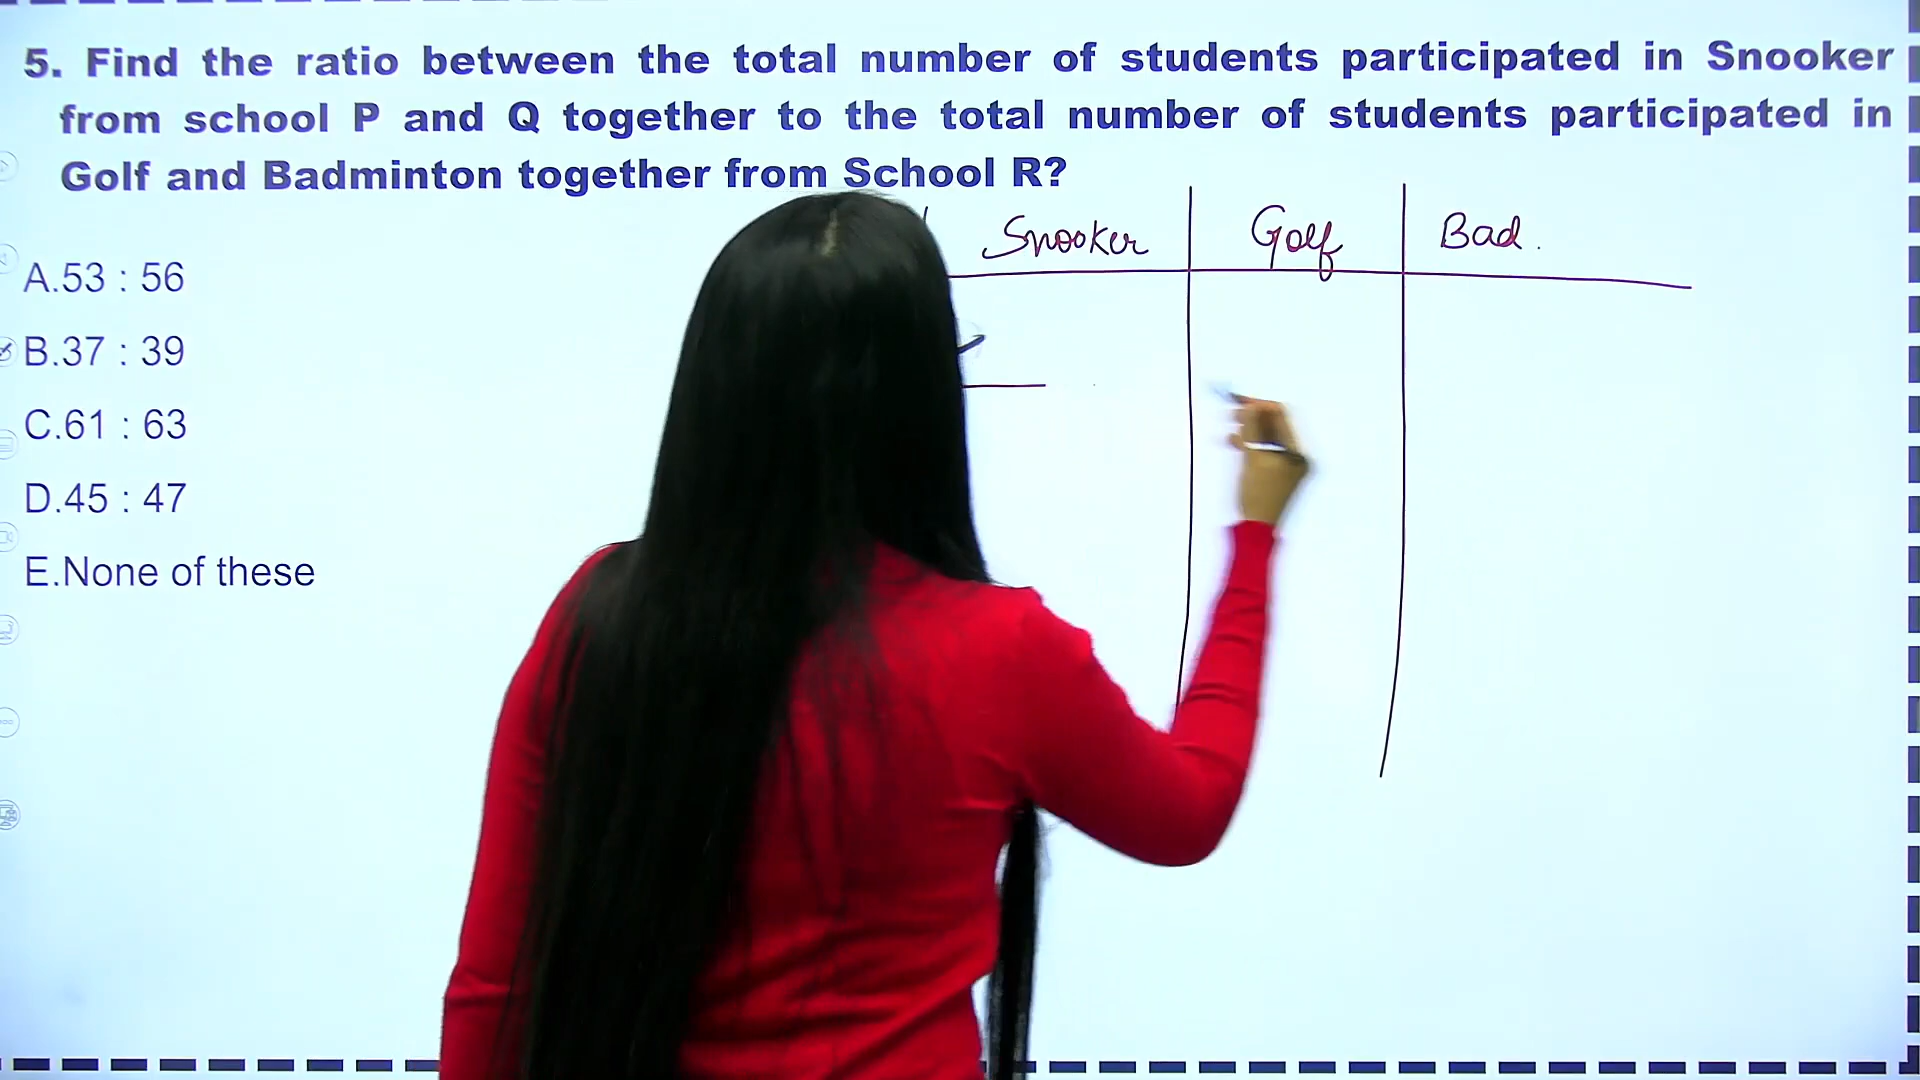 5. Find the ratio between the total number of students participated in Snooker
from school P and Q together to the total number of students participated in
Golf and Badminton together from School R?
Snooker Golf Bad.
A.53 : 56
B.37 : 39
C.61 : 63
D.45 : 47
E.None of these